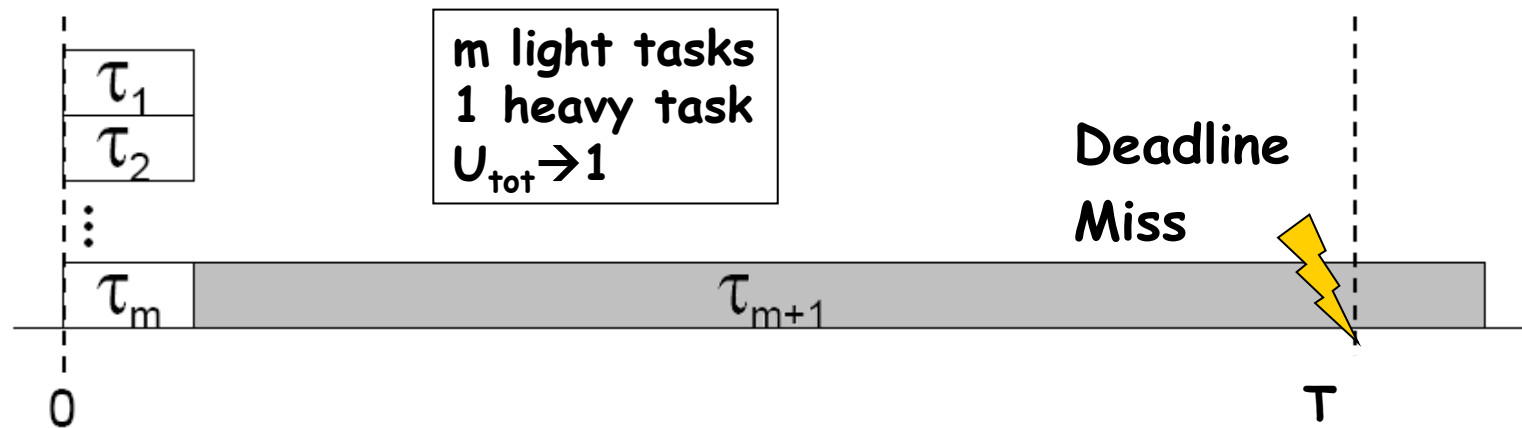 τ1
τ2
⋮
τm
τm+1
m light tasks
1 heavy task
Utot→1
Deadline
Miss
0
T